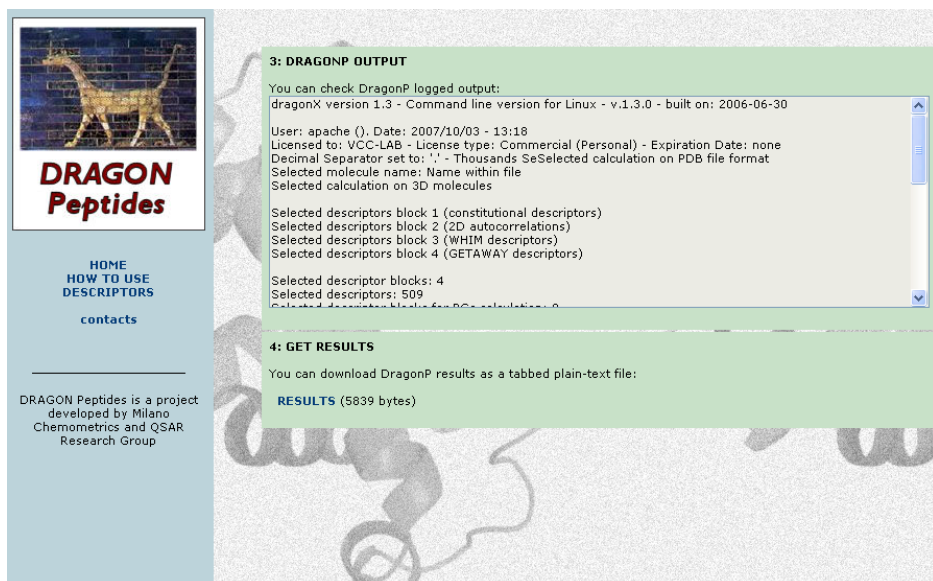 DRAGON
Peptides
HOME
HOW TO USE
DESCRIPTORS
contacts
DRAGON Peptides is a project
developed by Milano
Chemometrics and QSAR
Research Group
3: DRAGONP OUTPUT
You can check DragonP logged output:
dragonX version 1.3 - Command line version for Linux - v.1.3.0 - built on: 2006-06-30
User: apache (). Date: 2007/10/03 - 13:18
Licensed to: VCC-LAB - License type: Commercial (Personal) - Expiration Date: none
Decimal Separator set to: '.' - Thousands SeSelected calculation on PDB file format
Selected molecule name: Name within file
Selected calculation on 3D molecules
Selected descriptors block 1 (constitutional descriptors)
Selected descriptors block 2 (2D autocorrelations)
Selected descriptors block 3 (WHIM descriptors)
Selected descriptors block 4 (GETAWAY descriptors)
Selected descriptor blocks: 4
Selected descriptors: 509
Selected descriptor blocks for PCs calculation: 0
4: GET RESULTS
You can download DragonP results as a tabbed plain-text file:
RESULTS (5839 bytes)